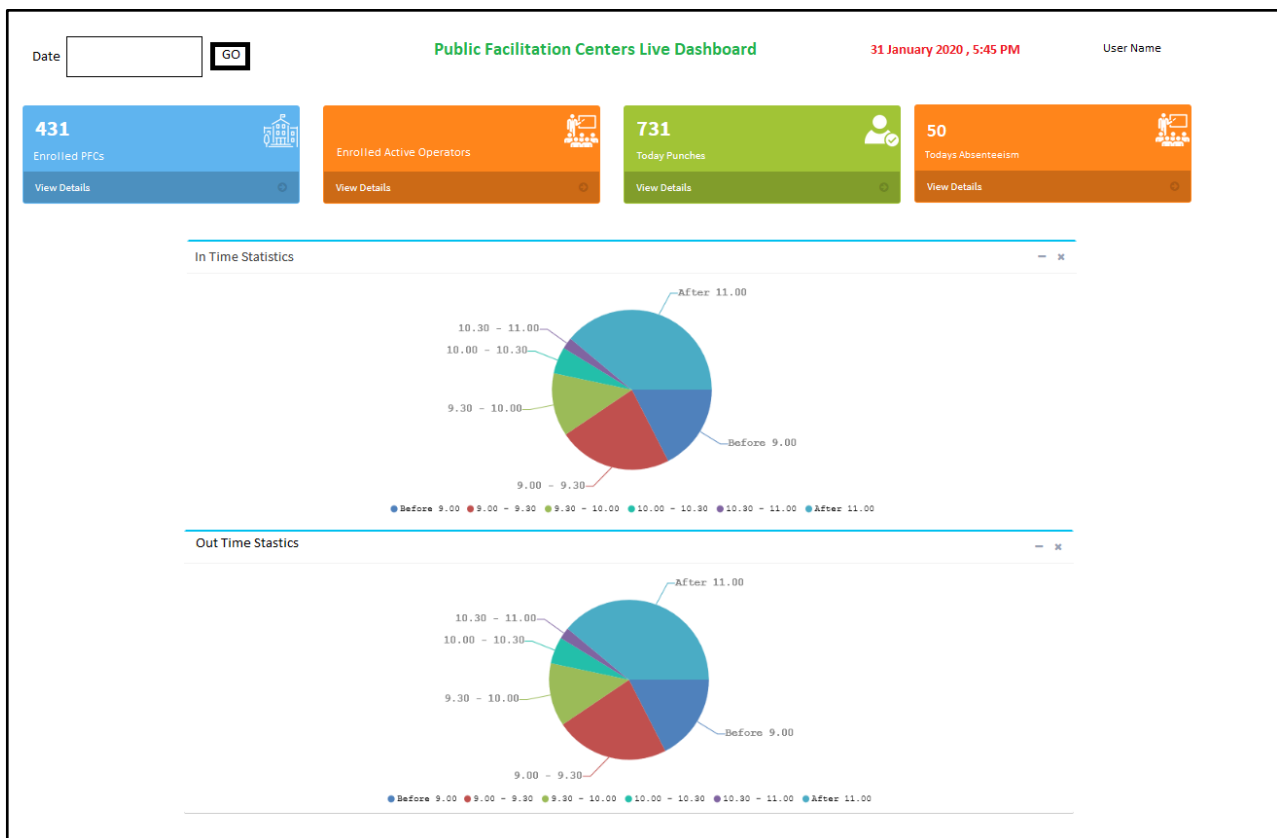 Date
GO
Public Facilitation Centers Live Dashboard
31 January 2020 , 5:45 PM
User Name
431
Enrolled PFCs
View Details
Enrolled Active Operators
View Details
731
Today Punches
View Details
50
Todays Absenteeism
View Details
In Time Statistics
After 11.00
10.30 - 11.00
10.00 - 10.30
9.30 - 10.00
Before 9.00
9.00 - 9.30
Before 9.00 9.00 - 9.30 9.30 - 10.00 10.00 - 10.30 10.30 - 11.00 After 11.00
Out Time Stastics
After 11.00
10.30 - 11.00
10.00 - 10.30
9.30 - 10.00
Before 9.00
9.00 - 9.30
Before 9.00 9.00 - 9.30 9.30 - 10.00 10.00 - 10.30 10.30 - 11.00 After 11.00